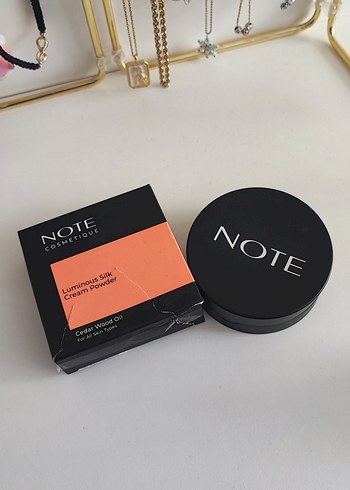 NOTE
COSMETIQUE
Luminous Silk
Cream Powder
Cedar Wood Oil
For All Skin Types
NOTE